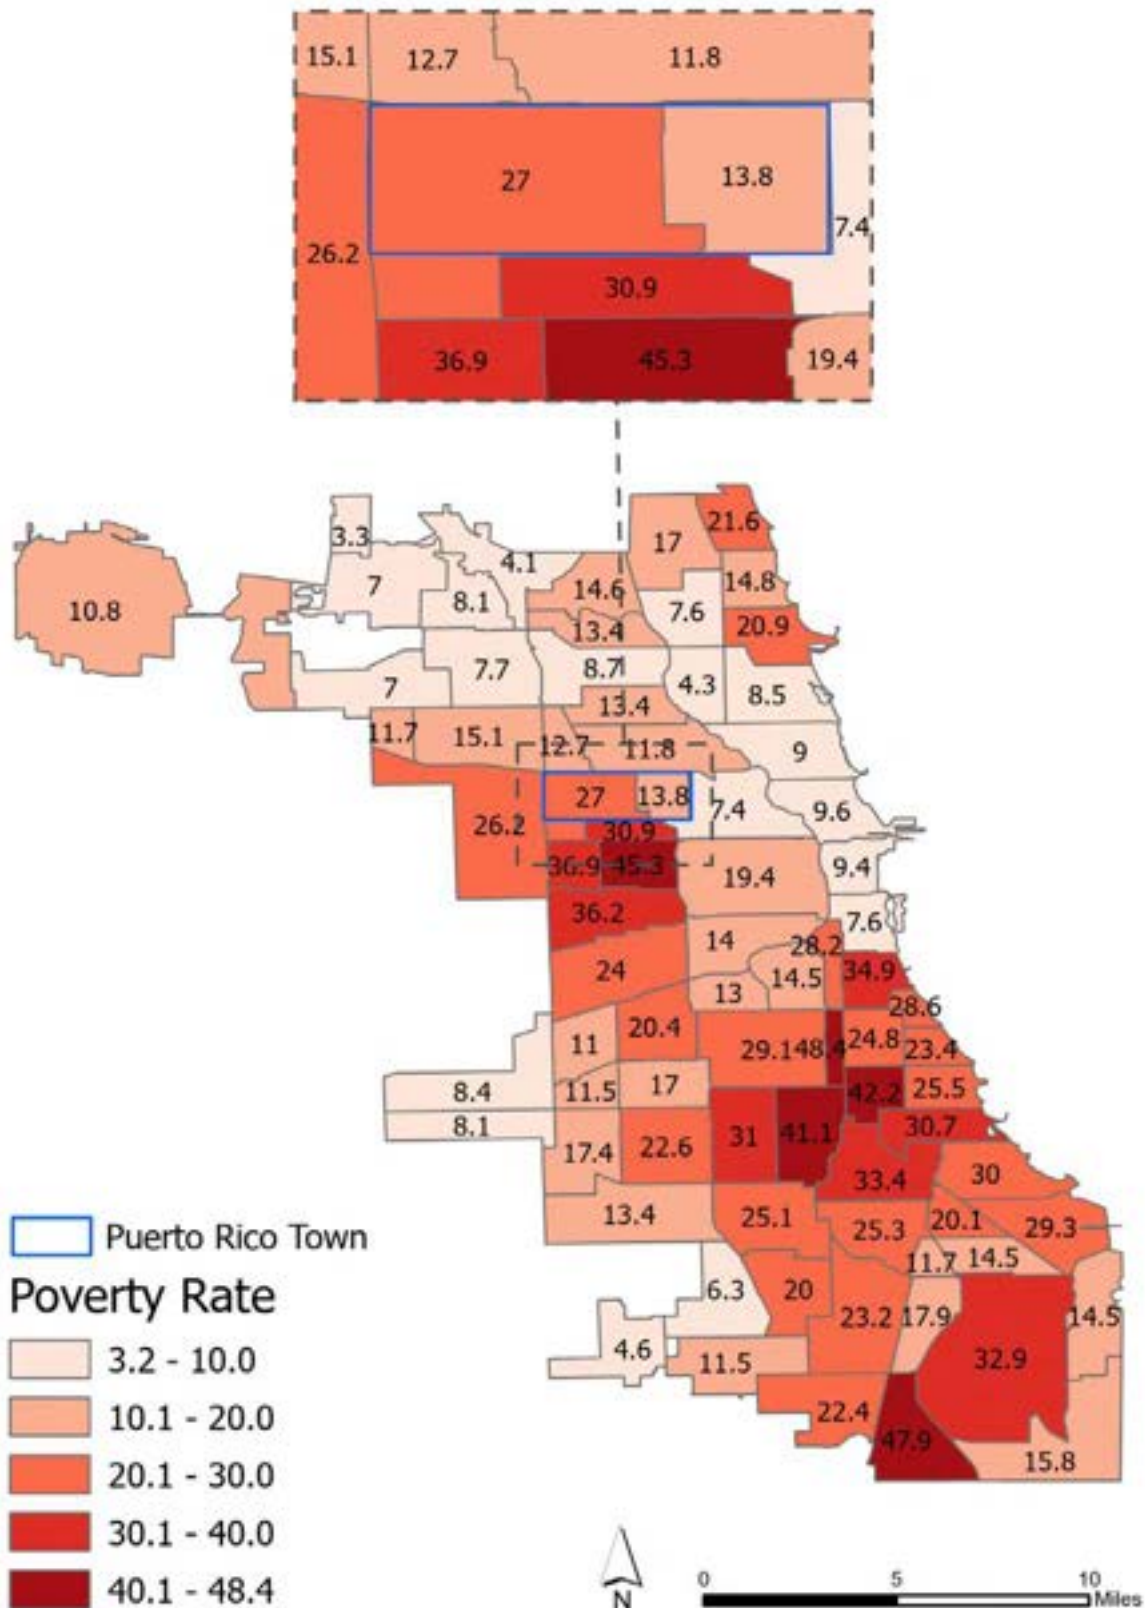 15.1 12.7 11.8
27 13.8
7.4
26.2
30.9
36.9 45.3 19.4
21.6
3.3 17
4.1
7 14.6 14.8
10.8 8.1 7.6
13.4 20.9
7.7 8.7
7 4.3 8.5
13.4
11.7 15.1 12.7 11.8 9
27 13.8 7.4 9.6
26.2 30.9
36.9 45.3 19.4 9.4
36.2 7.6
14 28.2
24 14.5 34.9
13 28.6
20.4
11 29.1 48.4 24.8 23.4
8.4 11.5 17 42.2 25.5
8.1 30.7
17.4 22.6 31 41.1
33.4 30
13.4 25.1 25.3 20.1 29.3
Puerto Rico Town
11.7 14.5
6.3 20
Poverty Rate
23.2 17.9 14.5
3.2 - 10.0
4.6 11.5 32.9
10.1 - 20.0
22.4
47.9
20.1 - 30.0
15.8
30.1 - 40.0
40.1 - 48.4
N
0 5 10
Miles